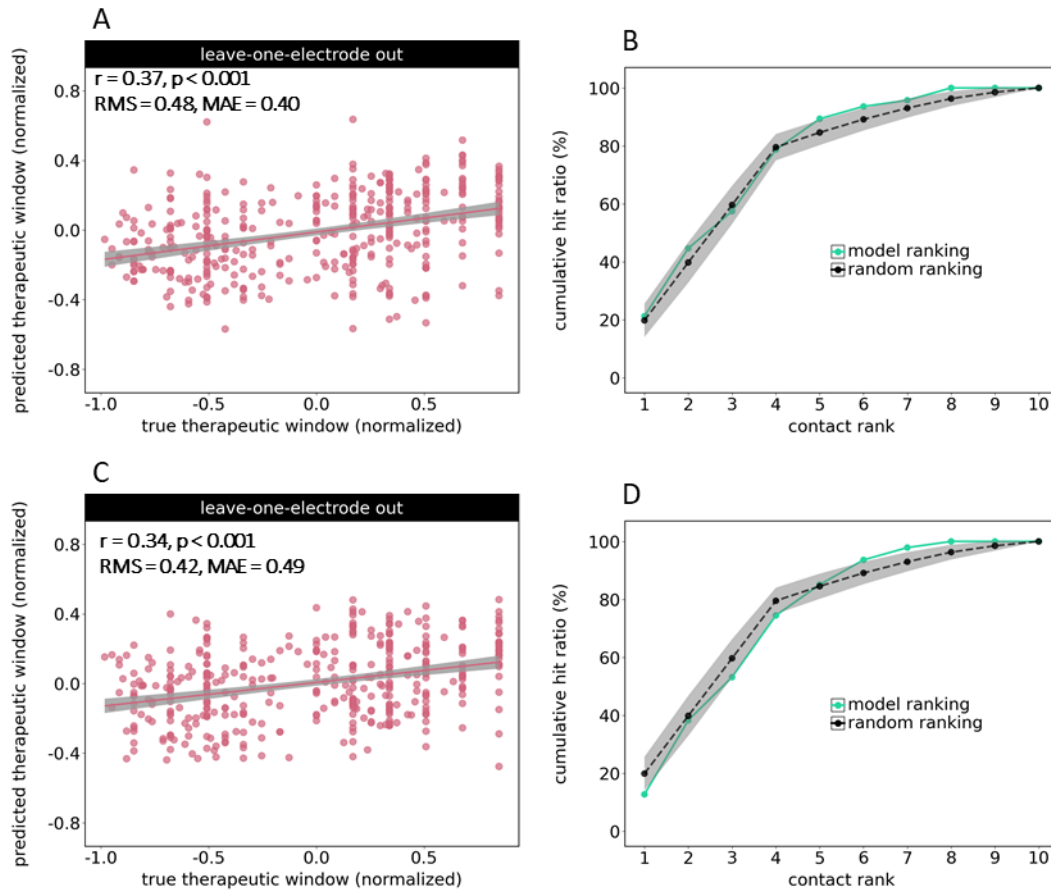 A
leave-one-electrode out
r = 0.37, p < 0.001
RMS = 0.48, MAE = 0.40
predicted therapeutic window (normalized)
0.8
0.4
0.0
-0.4
-0.8
-1.0 -0.5 0.0 0.5
true therapeutic window (normalized)
B
cumulative hit ratio (%)
100
80
60
40
20
0
model ranking
random ranking
1 2 3 4 5 6 7 8 9 10
contact rank
C
leave-one-electrode out
r = 0.34, p < 0.001
RMS = 0.42, MAE = 0.49
predicted therapeutic window (normalized)
0.8
0.4
0.0
-0.4
-0.8
-1.0 -0.5 0.0 0.5
true therapeutic window (normalized)
D
cumulative hit ratio (%)
100
80
60
40
20
0
model ranking
random ranking
1 2 3 4 5 6 7 8 9 10
contact rank